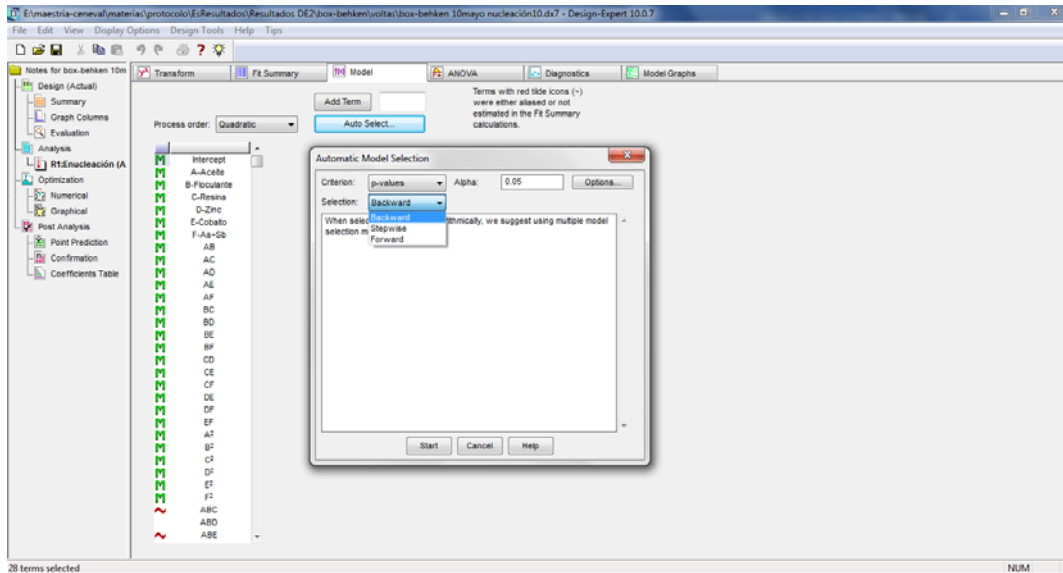 E:\maestria-ceneval\materias\protocolo\EsResultados\Resultados DE2\box-behken\voltas\box-behken 10mayo nucleación10.dx7 - Design-Expert 10.0.7
File Edit View Display Options Design Tools Help Tips
Notes for box-behken 10m
Design (Actual)
Summary
Graph Columns
Evaluation
Analysis
R1:Enucleación (A
Optimization
Numerical
Graphical
Post Analysis
Point Prediction
Confirmation
Coefficients Table
Transform Fit Summary Model ANOVA Diagnostics Model Graphs
Add Term
Terms with red tilde icons (~)
were either aliased or not
estimated in the Fit Summary
calculations.
Process order: Quadratic Auto Select...
M Intercept
M A-Aceite
M B-Floculante
M C-Resina
M D-Zinc
M E-Cobalto
M F-As-Sb
M AB
M AC
M AD
M AE
M AF
M BC
M BD
M BE
M BF
M CD
M CE
M CF
M DE
M DF
M EF
M A²
M B²
M C²
M D²
M E²
M F²
~ ABC
ABD
~ ABE
Automatic Model Selection
Criterion: p-values Alpha: 0.05 Options...
Selection: Backward
Backward
Stepwise
Forward
When selec thmically, we suggest using multiple model
selection m
Start Cancel Help
28 terms selected NUM